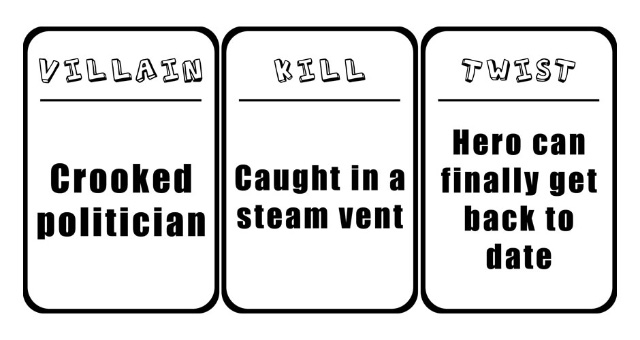 VILLAIN
Crooked
politician
KILL
Caught in a
steam vent
TWIST
Hero can
finally get
back to
date